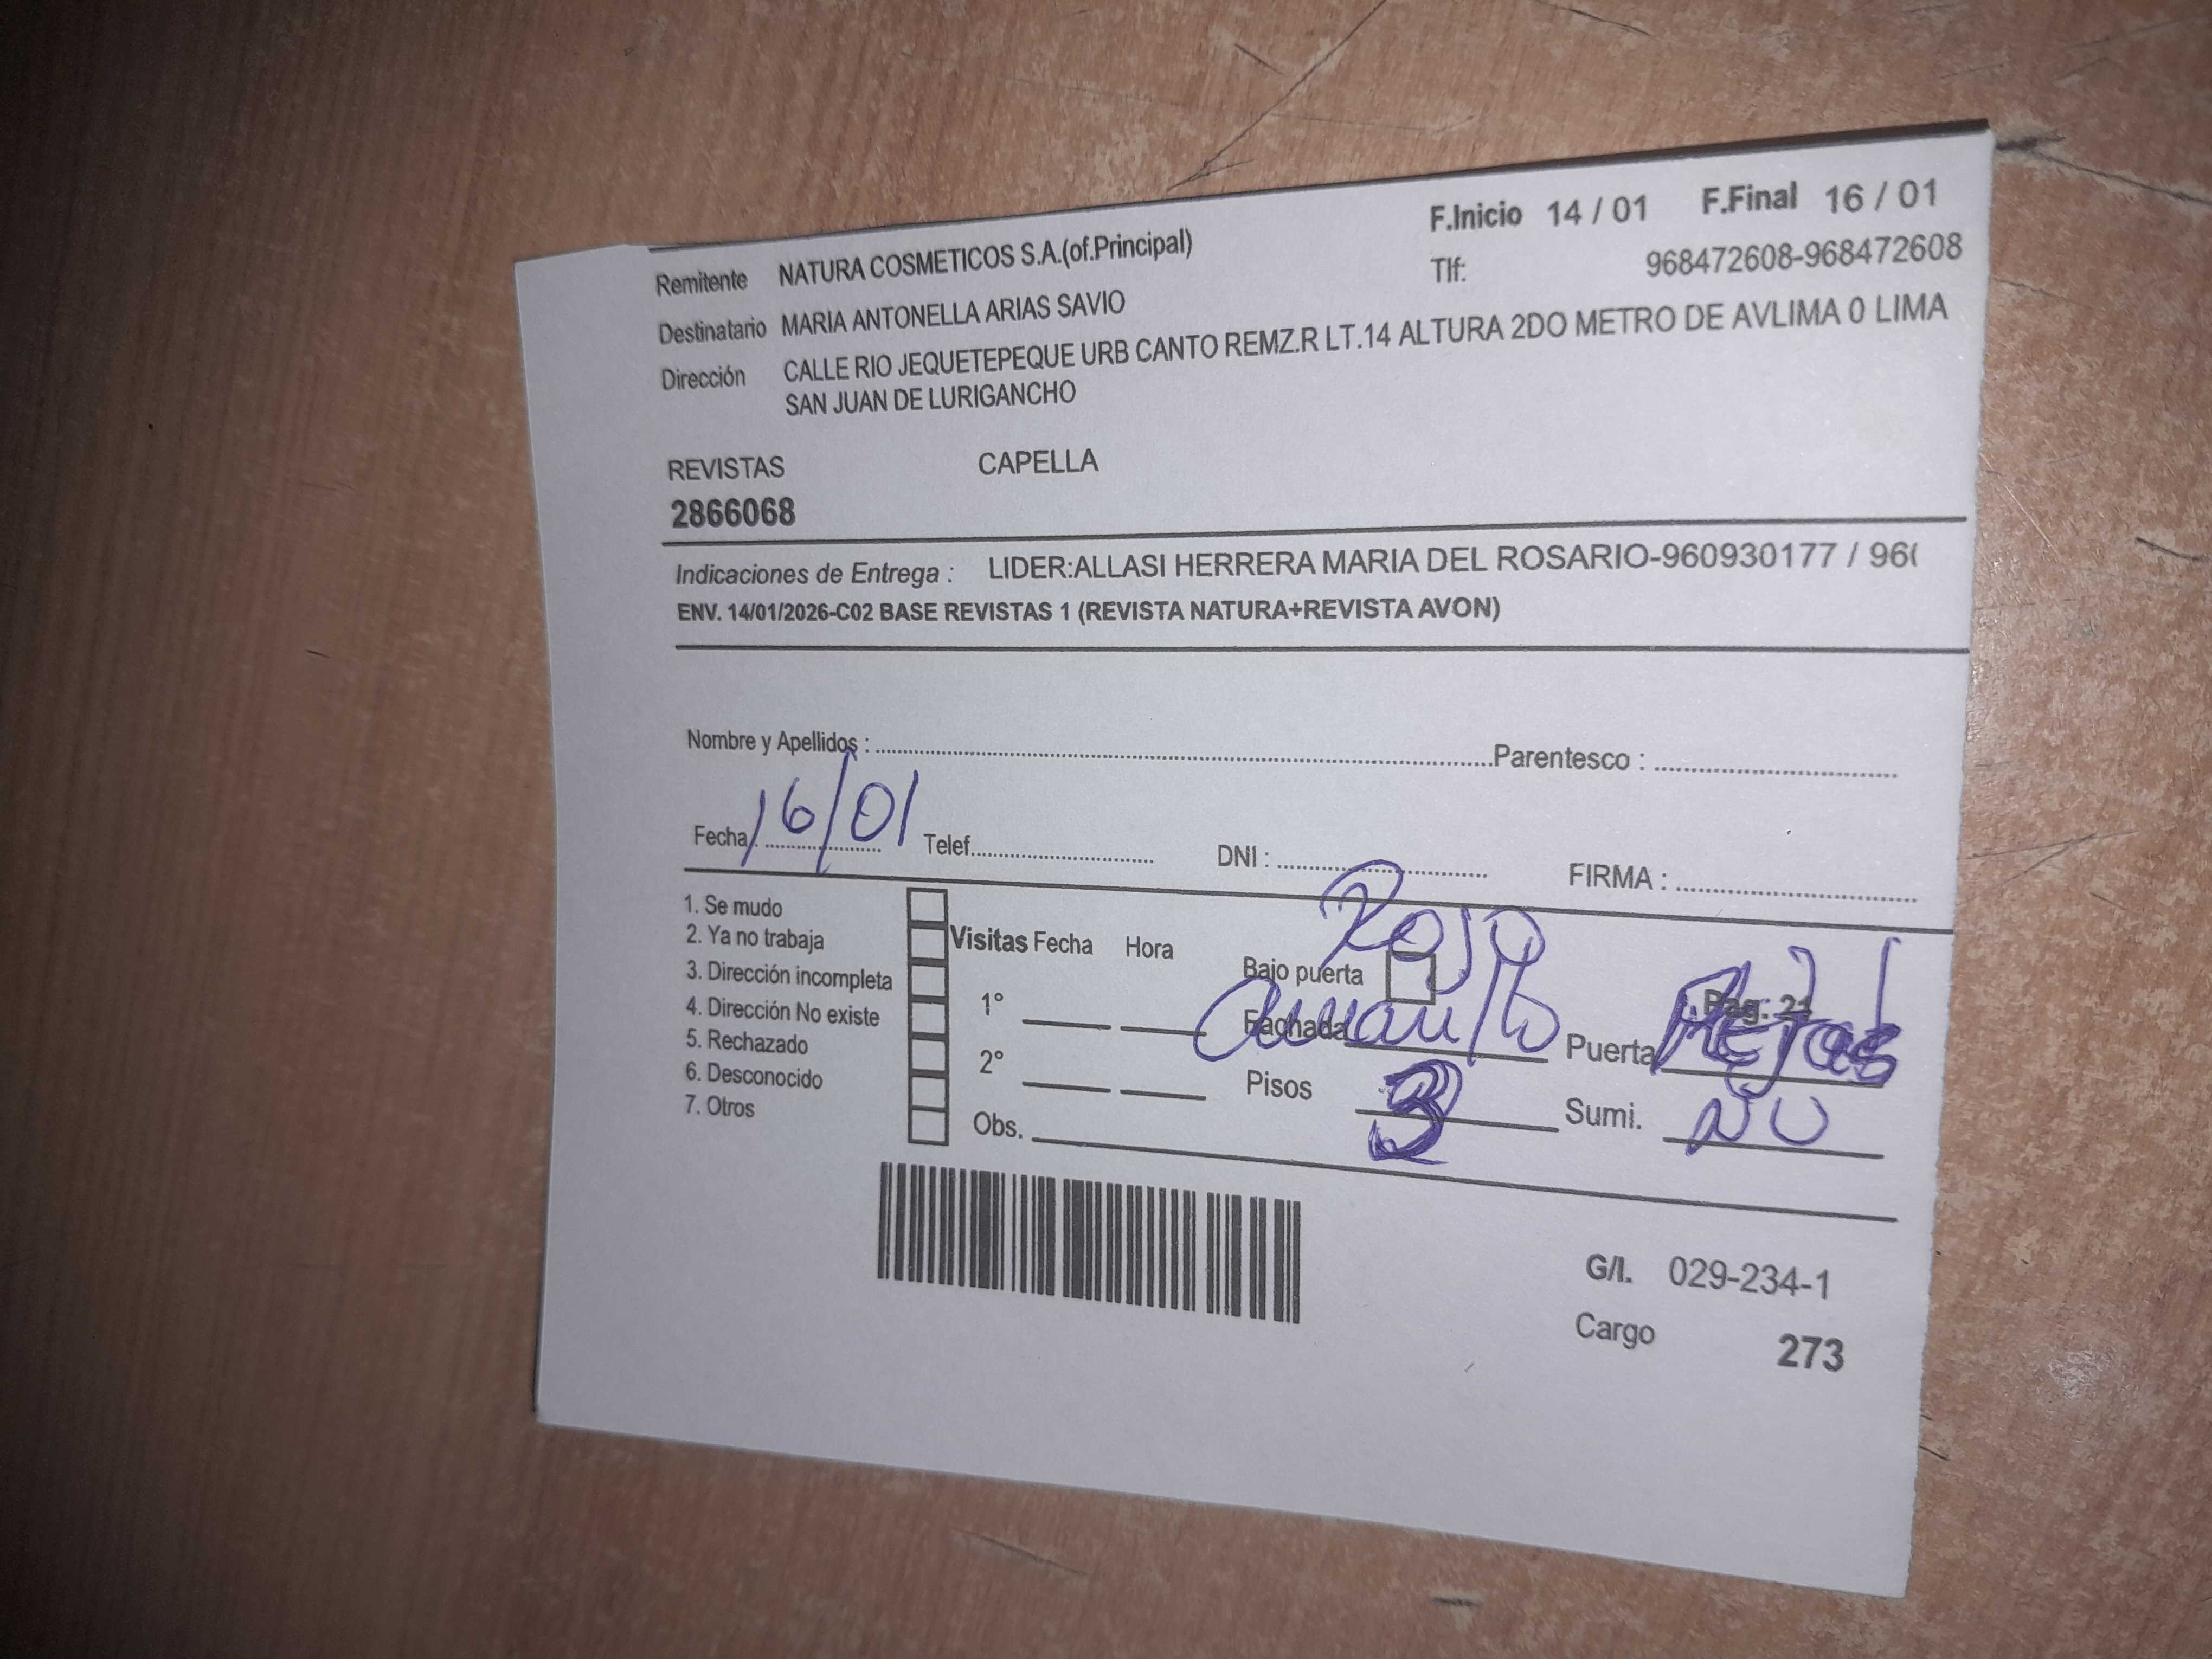 F.Inicio 14 / 01 F.Final 16 / 01
Remitente NATURA COSMETICOS S.A.(of.Principal) Tlf: 968472608-968472608
Destinatario MARIA ANTONELLA ARIAS SAVIO
Dirección CALLE RIO JEQUETEPEQUE URB CANTO REMZ.R LT.14 ALTURA 2DO METRO DE AVLIMA 0 LIMA
SAN JUAN DE LURIGANCHO
REVISTAS CAPELLA
2866068
Indicaciones de Entrega : LIDER:ALLASI HERRERA MARIA DEL ROSARIO-960930177 / 96
ENV. 14/01/2026-C02 BASE REVISTAS 1 (REVISTA NATURA+REVISTA AVON)
Nombre y Apellidos : Parentesco :
Fecha 16/01 Telef. DNI : FIRMA :
1. Se mudo
2. Ya no trabaja
3. Dirección incompleta
4. Dirección No existe
5. Rechazado
6. Desconocido
7. Otros
Visitas Fecha Hora
1°
2°
Obs.
Rojo
Bajo puerta
Fachada Puerta Rejas
Pag. 21
Pisos 3 Sumi. NO
G/I. 029-234-1
Cargo 273